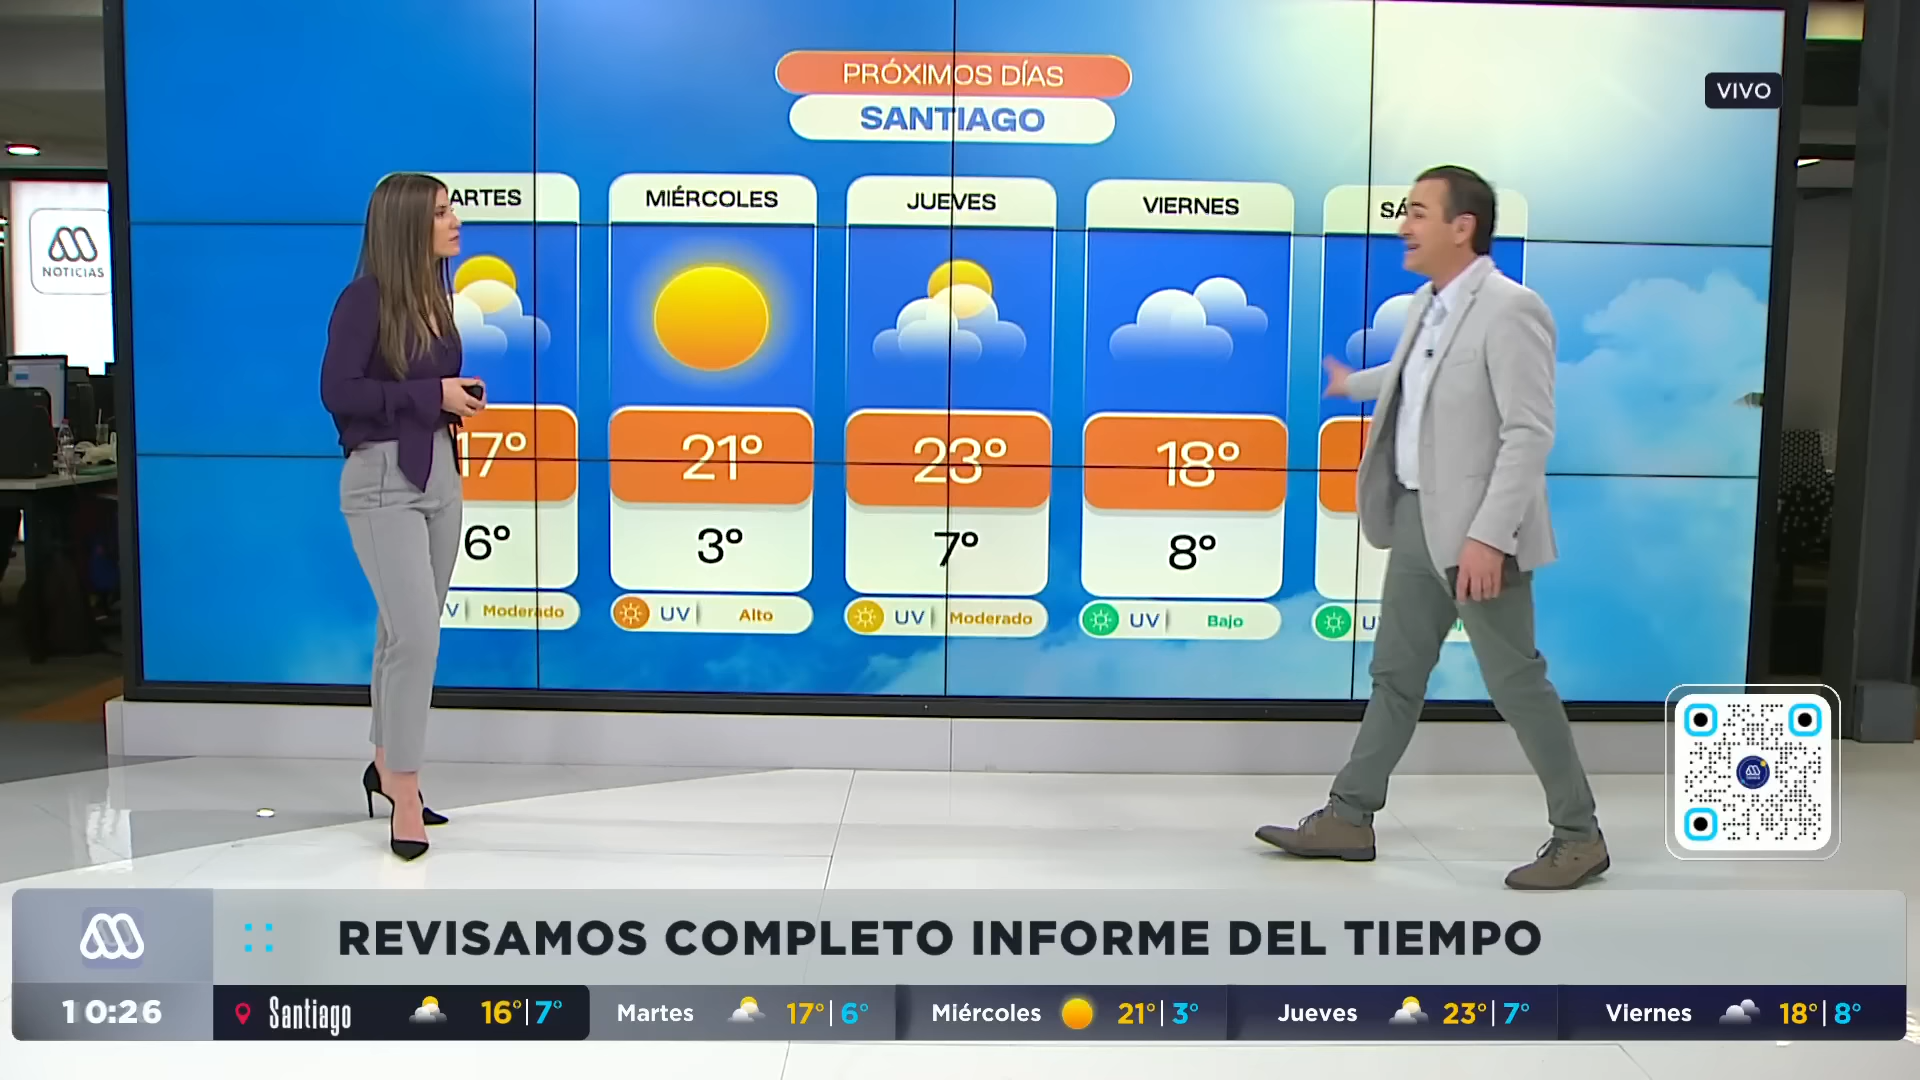 PRÓXIMOS DÍAS
SANTIAGO
VIVO
NOTICIAS
ARTES
MIÉRCOLES
JUEVES
VIERNES
SÁ
17°
21°
23°
18°
6°
3°
7°
8°
V Moderado
UV Alto
UV Moderado
UV Bajo
U
REVISAMOS COMPLETO INFORME DEL TIEMPO
10:26
Santiago 16° 7°
Martes 17° 6°
Miércoles 21° 3°
Jueves 23° 7°
Viernes 18° 8°